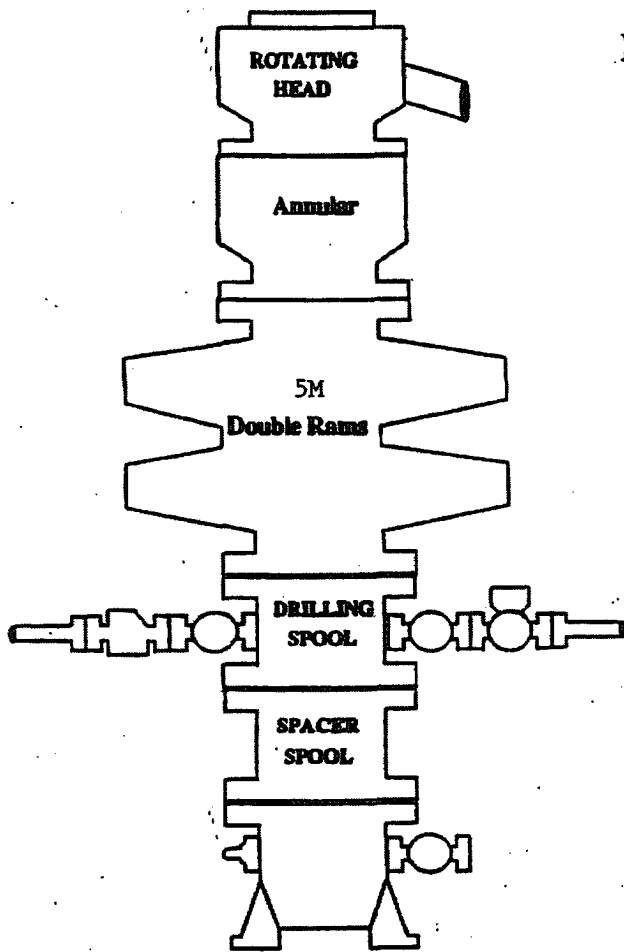 ROTATING
HEAD
Annular
5M
Double Rams
DRILLING
SPOOL
SPACER
SPOOL